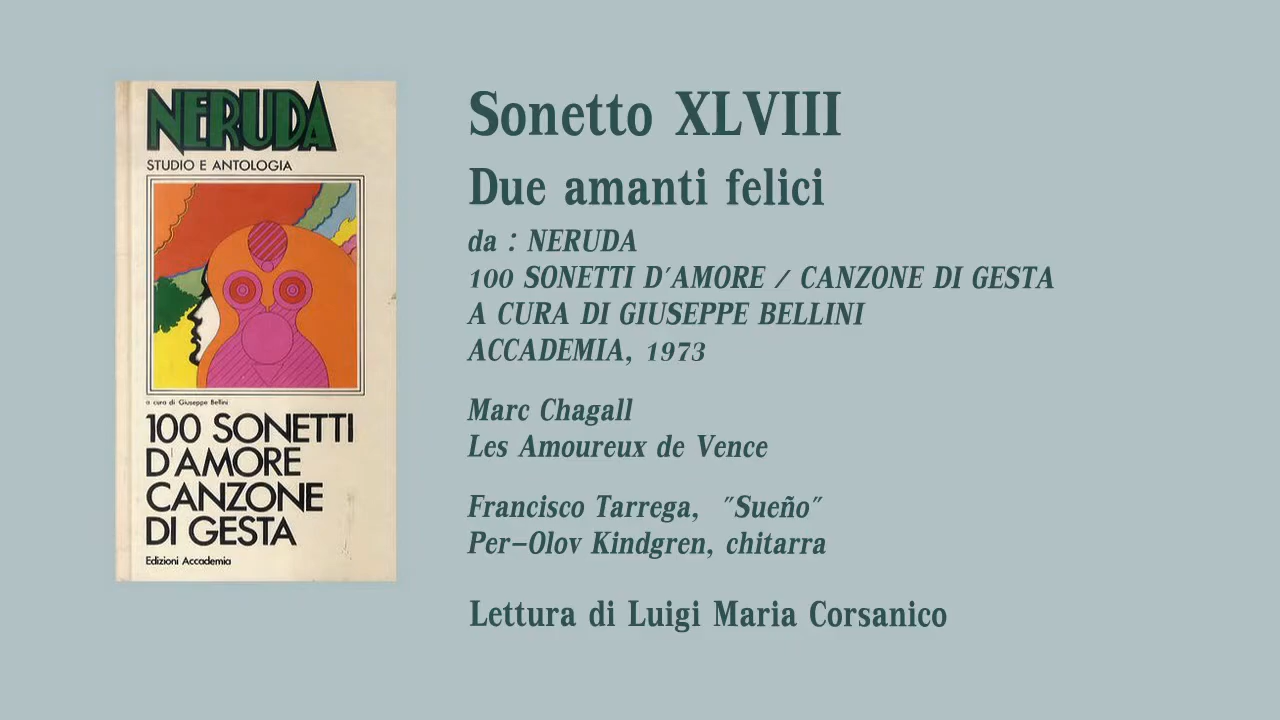 NERUDA
STUDIO E ANTOLOGIA
a cura di Giuseppe Bellini
100 SONETTI
D'AMORE
CANZONE
DI GESTA
Edizioni Accademia
Sonetto XLVIII
Due amanti felici
da : NERUDA
100 SONETTI D'AMORE / CANZONE DI GESTA
A CURA DI GIUSEPPE BELLINI
ACCADEMIA, 1973
Marc Chagall
Les Amoureux de Vence
Francisco Tarrega, "Sueño"
Per-Olov Kindgren, chitarra
Lettura di Luigi Maria Corsanico